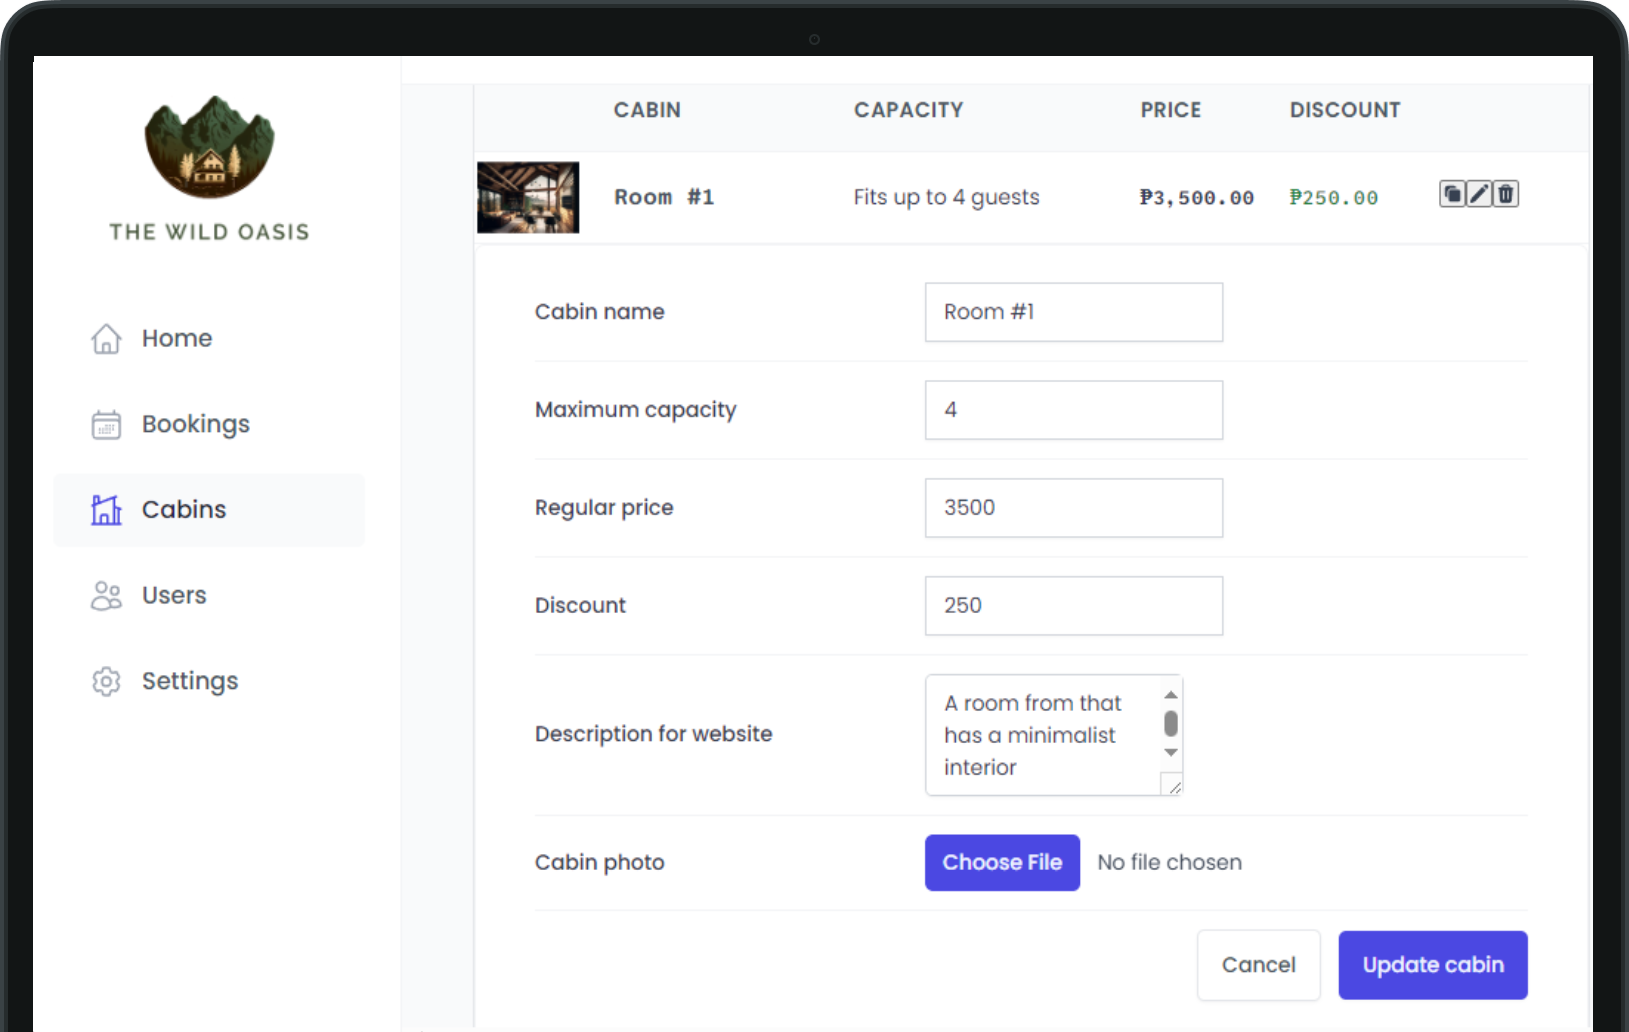 THE WILD OASIS
Home
Bookings
Cabins
Users
Settings
CABIN CAPACITY PRICE DISCOUNT
Room #1 Fits up to 4 guests ₱3,500.00 ₱250.00
Cabin name Room #1
Maximum capacity 4
Regular price 3500
Discount 250
Description for website
A room from that
has a minimalist
interior
Cabin photo Choose File No file chosen
Cancel Update cabin